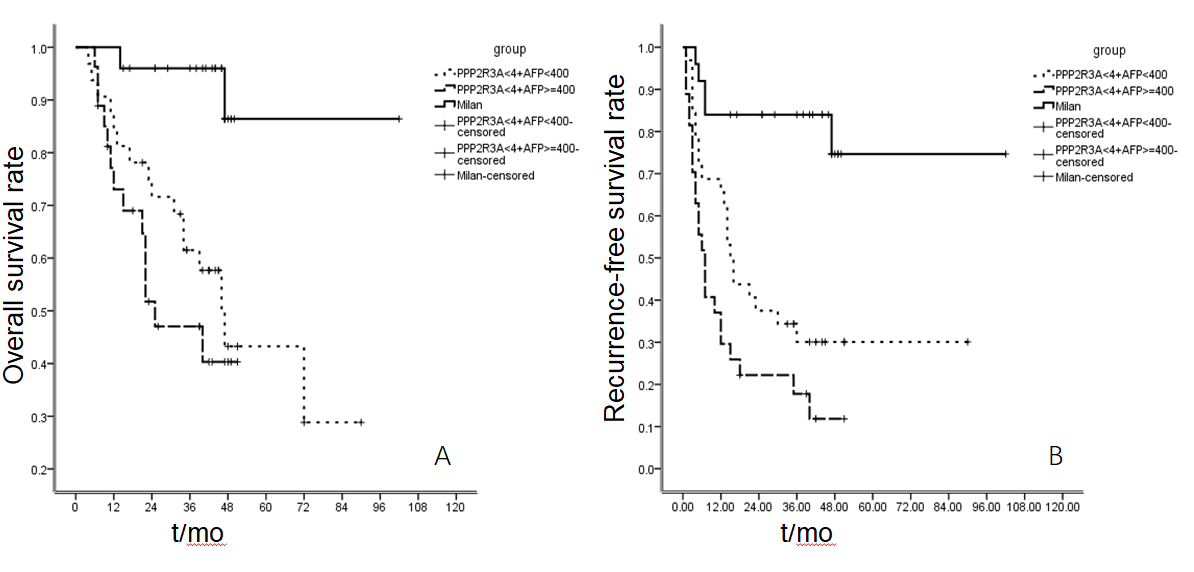 Overall survival rate
1.0
0.9
0.8
0.7
0.6
0.5
0.4
0.3
0.2
0 12 24 36 48 60 72 84 96 108 120
t/mo
group
PPP2R3A<4+AFP<400
PPP2R3A<4+AFP>=400
Milan
PPP2R3A<4+AFP<400-
censored
PPP2R3A<4+AFP>=400-
censored
Milan-censored
A
Recurrence-free survival rate
1.0
0.9
0.8
0.7
0.6
0.5
0.4
0.3
0.2
0.1
0.0
0.00 12.00 24.00 36.00 48.00 60.00 72.00 84.00 96.00 108.00 120.00
t/mo
group
PPP2R3A<4+AFP<400
PPP2R3A<4+AFP>=400
Milan
PPP2R3A<4+AFP<400-
censored
PPP2R3A<4+AFP>=400-
censored
Milan-censored
B